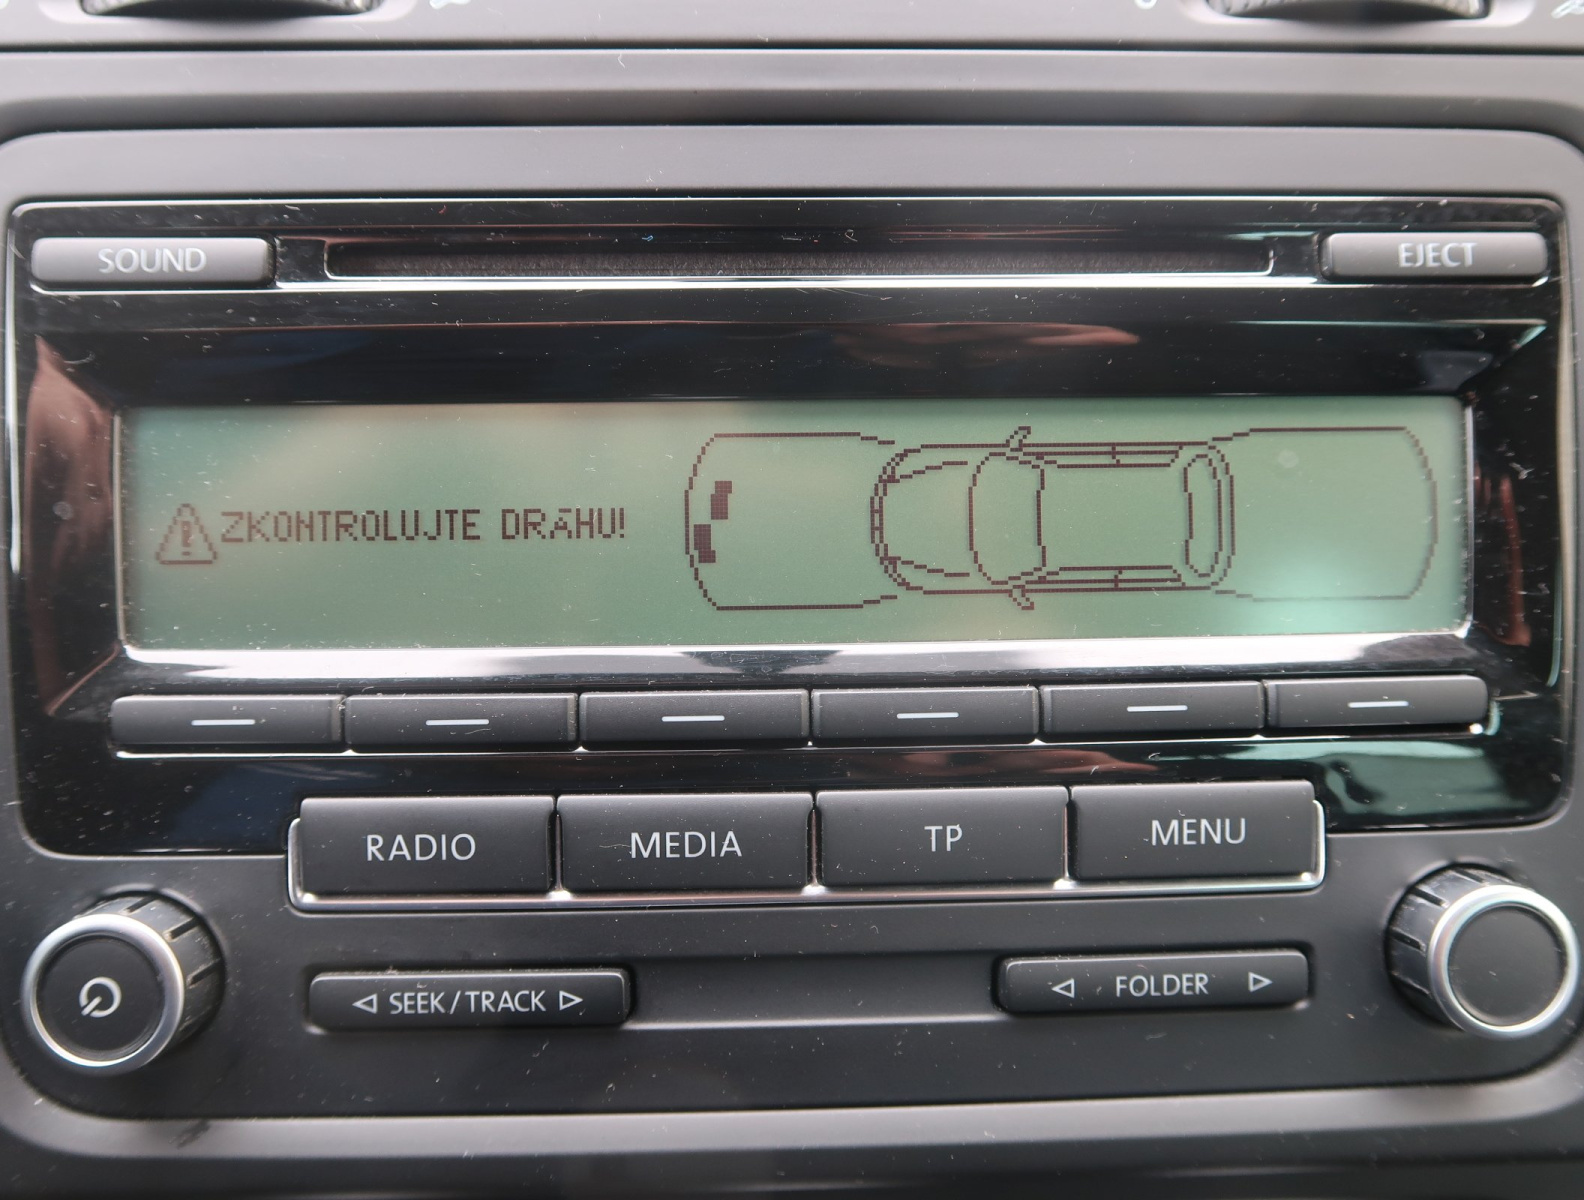 SOUND
EJECT
ZKONTROLUJTE DRÁHU!
RADIO
MEDIA
TP
MENU
SEEK / TRACK
FOLDER